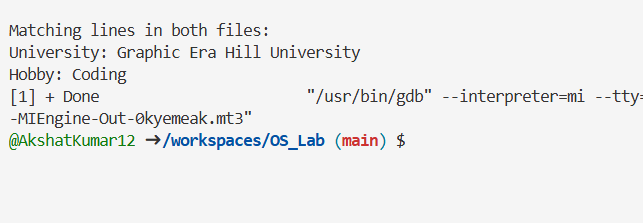 Matching lines in both files:
University: Graphic Era Hill University
Hobby: Coding
[1] + Done "/usr/bin/gdb" --interpreter=mi --tty=
-MIEngine-Out-0kyemeak.mt3"
@AkshatKumar12 ➜/workspaces/OS_Lab (main) $